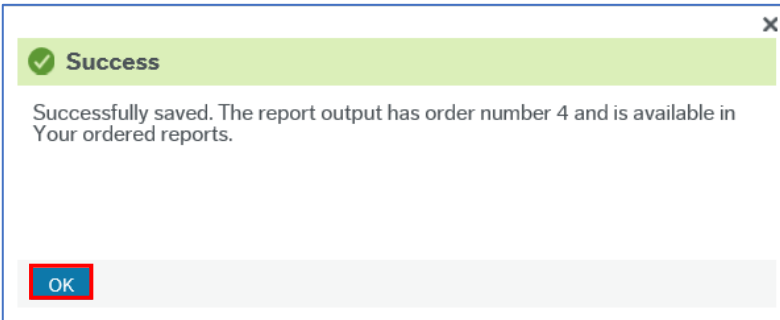 Success
Successfully saved. The report output has order number 4 and is available in
Your ordered reports.
OK